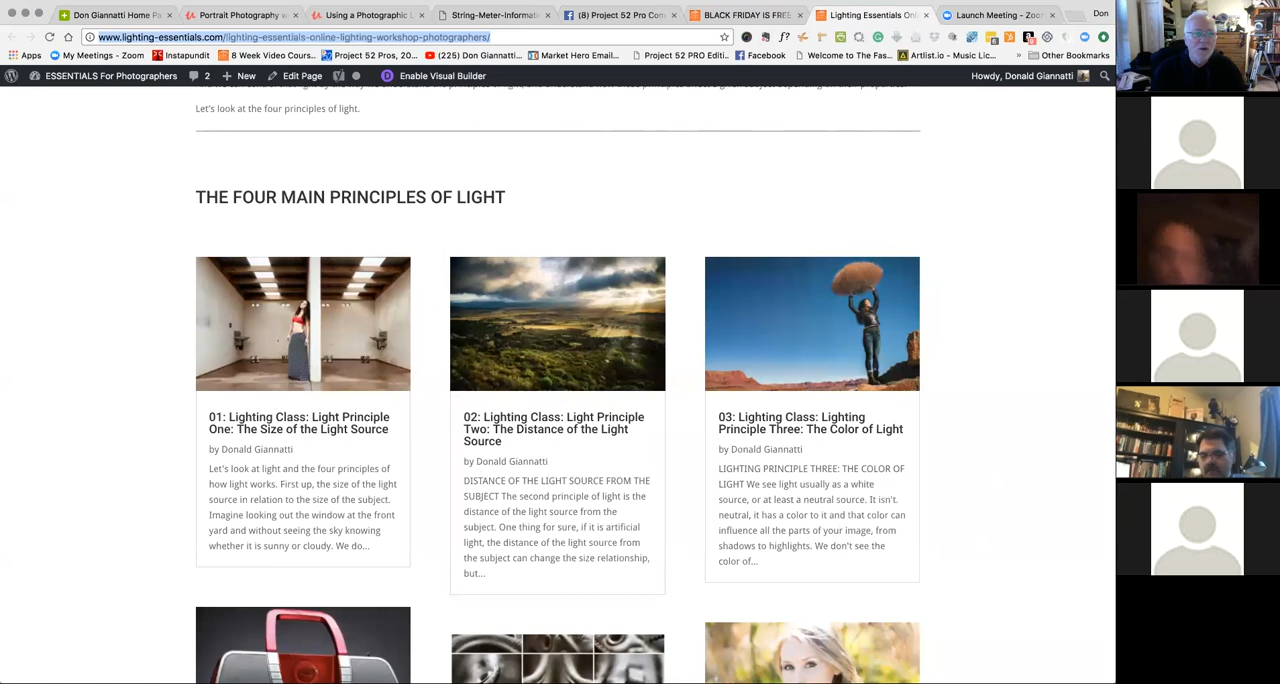 Don Giannatti Home Pa
Portrait Photography w
Using a Photographic L
String-Meter-Informati
(8) Project 52 Pro Com
BLACK FRIDAY IS FREE
Lighting Essentials Onl
Launch Meeting - Zoom
Don
www.lighting-essentials.com/lighting-essentials-online-lighting-workshop-photographers/
Apps
My Meetings - Zoom
Instapundit
8 Week Video Cours...
Project 52 Pros, 20...
(225) Don Giannatti...
Market Hero Email...
Project 52 PRO Editi...
Facebook
Welcome to The Fas...
Artlist.io - Music Lic...
»
Other Bookmarks
ESSENTIALS For Photographers
2
New
Edit Page
Enable Visual Builder
Howdy, Donald Giannatti
Let's look at the four principles of light.
THE FOUR MAIN PRINCIPLES OF LIGHT
01: Lighting Class: Light Principle
One: The Size of the Light Source
by Donald Giannatti
Let's look at light and the four principles of
how light works. First up, the size of the light
source in relation to the size of the subject.
Imagine looking out the window at the front
yard and without seeing the sky knowing
whether it is sunny or cloudy. We do...
02: Lighting Class: Light Principle
Two: The Distance of the Light
Source
by Donald Giannatti
DISTANCE OF THE LIGHT SOURCE FROM THE
SUBJECT The second principle of light is the
distance of the light source from the
subject. One thing for sure, if it is artificial
light, the distance of the light source from
the subject can change the size relationship,
but...
03: Lighting Class: Lighting
Principle Three: The Color of Light
by Donald Giannatti
LIGHTING PRINCIPLE THREE: THE COLOR OF
LIGHT We see light usually as a white
source, or at least a neutral source. It isn't.
neutral, it has a color to it and that color can
influence all the parts of your image, from
shadows to highlights. We don't see the
color of...